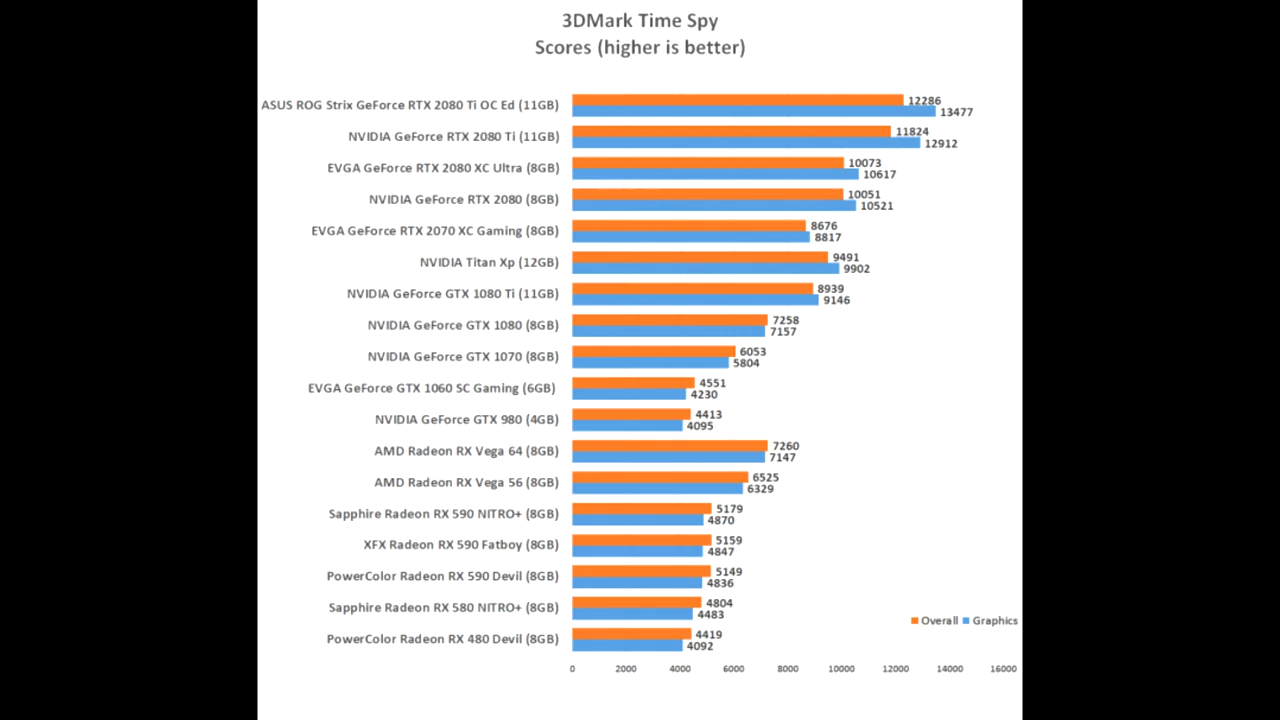 3DMark Time Spy
Scores (higher is better)
ASUS ROG Strix GeForce RTX 2080 Ti OC Ed (11GB)
12286
13477
NVIDIA GeForce RTX 2080 Ti (11GB)
11824
12912
EVGA GeForce RTX 2080 XC Ultra (8GB)
10073
10617
NVIDIA GeForce RTX 2080 (8GB)
10051
10521
EVGA GeForce RTX 2070 XC Gaming (8GB)
8676
8817
NVIDIA Titan Xp (12GB)
9491
9902
NVIDIA GeForce GTX 1080 Ti (11GB)
8939
9146
NVIDIA GeForce GTX 1080 (8GB)
7258
7157
NVIDIA GeForce GTX 1070 (8GB)
6053
5804
EVGA GeForce GTX 1060 SC Gaming (6GB)
4551
4230
NVIDIA GeForce GTX 980 (4GB)
4413
4095
AMD Radeon RX Vega 64 (8GB)
7260
7147
AMD Radeon RX Vega 56 (8GB)
6525
6329
Sapphire Radeon RX 590 NITRO+ (8GB)
5179
4870
XFX Radeon RX 590 Fatboy (8GB)
5159
4847
PowerColor Radeon RX 590 Devil (8GB)
5149
4836
Sapphire Radeon RX 580 NITRO+ (8GB)
4804
4483
PowerColor Radeon RX 480 Devil (8GB)
4419
4092
Overall Graphics
0 2000 4000 6000 8000 10000 12000 14000 16000